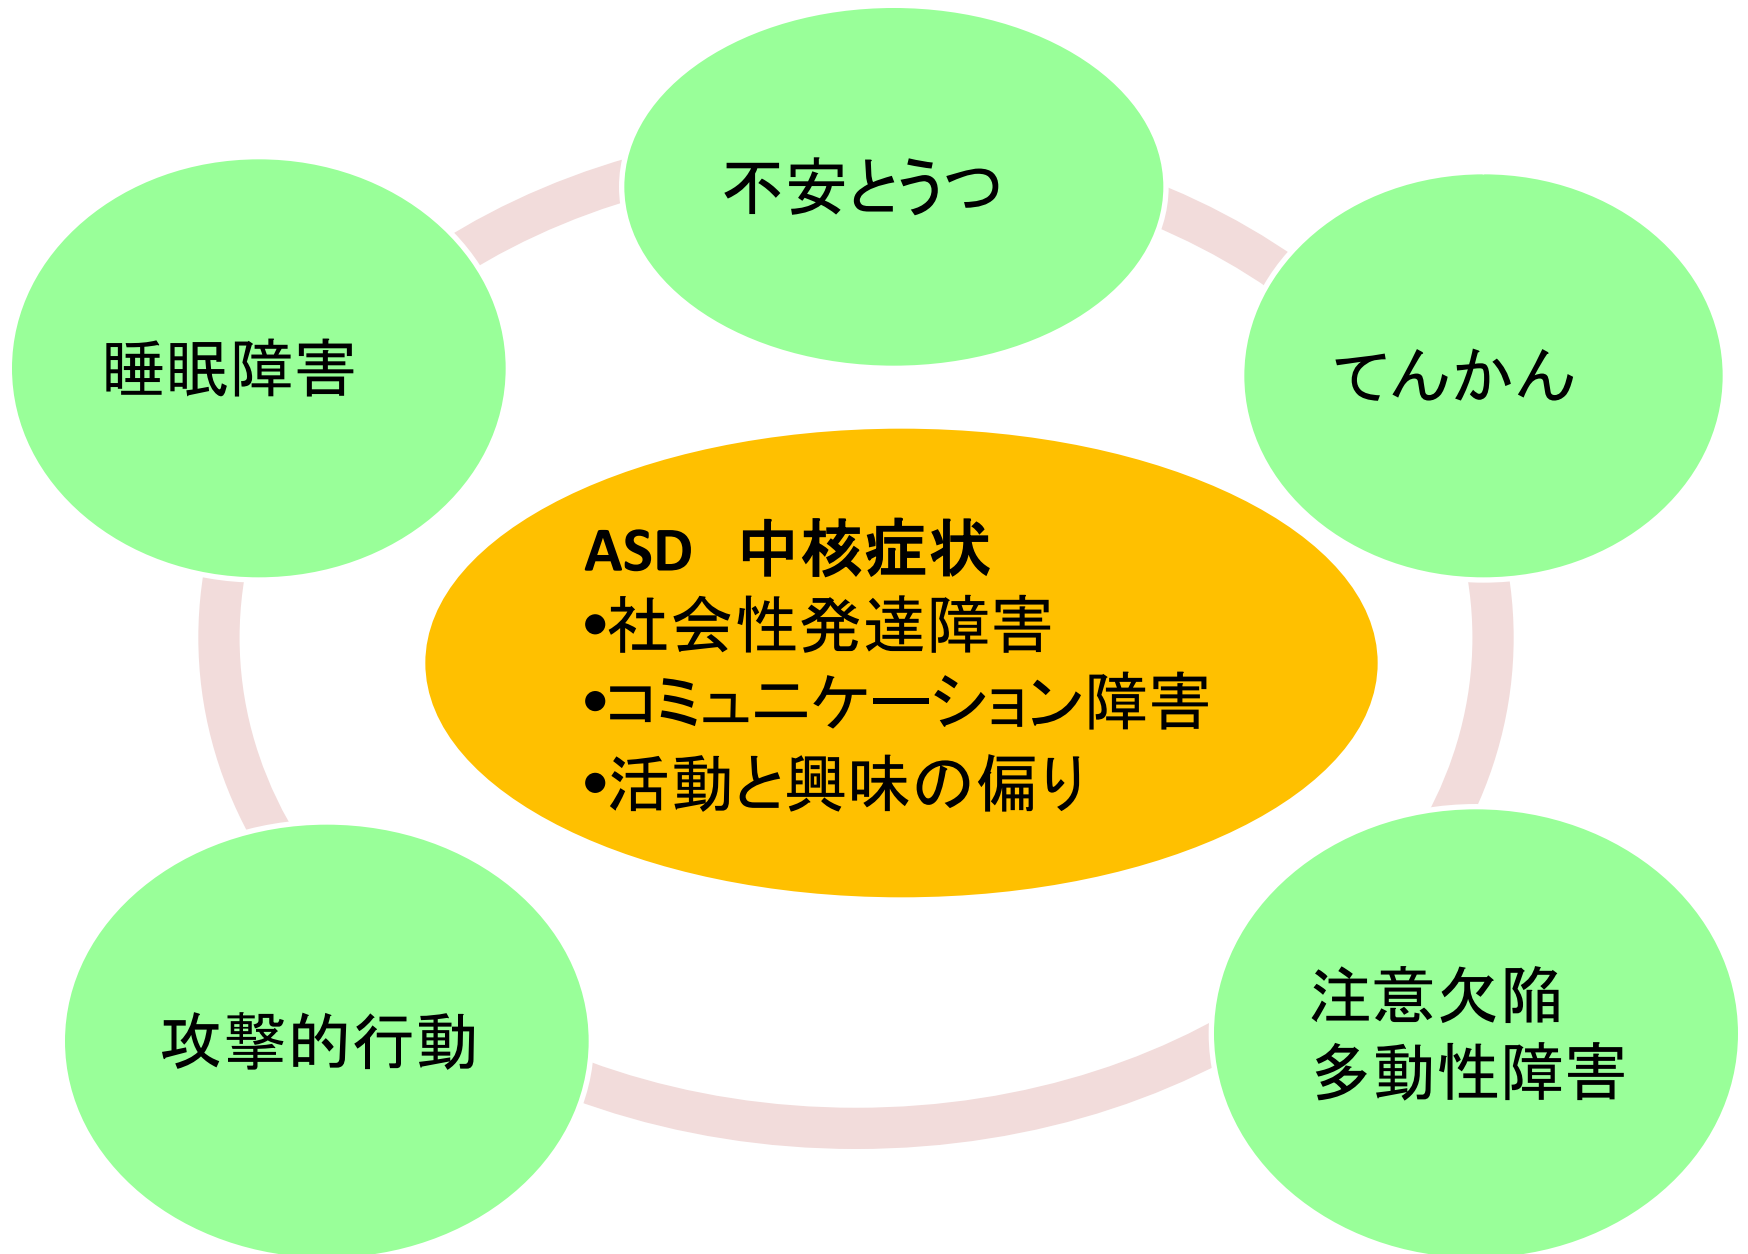 不安とうつ
睡眠障害
てんかん
ASD　中核症状
•社会性発達障害
•コミュニケーション障害
•活動と興味の偏り
攻撃的行動
注意欠陥
多動性障害